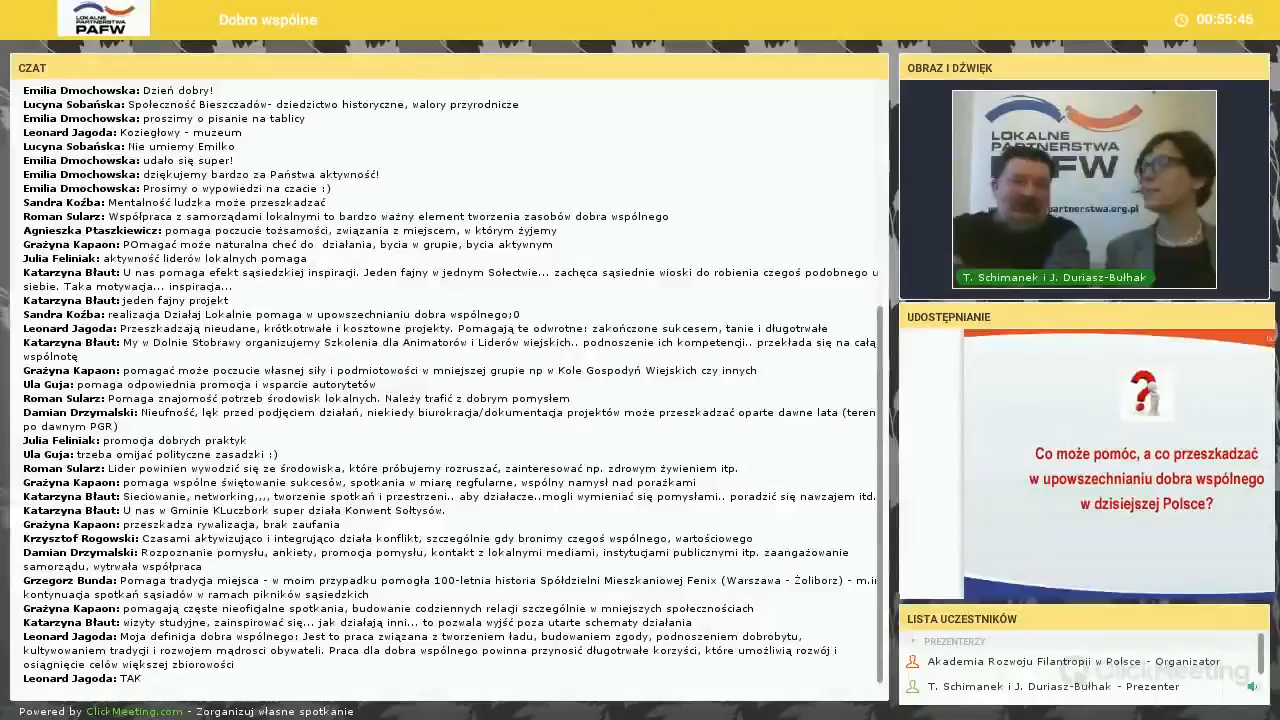 LOKALNE
PARTNERSTWA
PAFW
Dobro wspólne
00:55:46
CZAT
Emilia Dmochowska: Dzień dobry!
Lucyna Sobańska: Społeczność Bieszczadów- dziedzictwo historyczne, walory przyrodnicze
Emilia Dmochowska: proszimy o pisanie na tablicy
Leonard Jagoda: Koziegłowy - muzeum
Lucyna Sobańska: Nie umiemy Emilko
Emilia Dmochowska: udało się super!
Emilia Dmochowska: dziękujemy bardzo za Państwa aktywność!
Emilia Dmochowska: Prosimy o wypowiedzi na czacie :)
Sandra Koźba: Mentalność ludzka może przeszkadzać
Roman Sularz: Współpraca z samorządami lokalnymi to bardzo ważny element tworzenia zasobów dobra wspólnego
Agnieszka Ptaszkiewicz: pomaga poczucie tożsamości, związania z miejscem, w którym żyjemy
Grażyna Kapaon: POmagać może naturalna cheć do działania, bycia w grupie, bycia aktywnym
Julia Feliniak: aktywność liderów lokalnych pomaga
Katarzyna Błaut: U nas pomaga efekt sąsiedzkiej inspiracji. Jeden fajny w jednym Sołectwie... zachęca sąsiednie wioski do robienia czegoś podobnego u
siebie. Taka motywacja... inspiracja...
Katarzyna Błaut: jeden fajny projekt
Sandra Koźba: realizacja Działaj Lokalnie pomaga w upowszechnianiu dobra wspólnego;0
Leonard Jagoda: Przeszkadzają nieudane, krótkotrwałe i kosztowne projekty. Pomagają te odwrotne: zakończone sukcesem, tanie i długotrwałe
Katarzyna Błaut: My w Dolnie Stobrawy organizujemy Szkolenia dla Animatorów i Liderów wiejskich.. podnoszenie ich kompetencji.. przekłada się na całą
wspólnotę
Grażyna Kapaon: pomagać może poczucie własnej siły i podmiotowości w mniejszej grupie np w Kole Gospodyń Wiejskich czy innych
Ula Guja: pomaga odpowiednia promocja i wsparcie autorytetów
Roman Sularz: Pomaga znajomość potrzeb środowisk lokalnych. Należy trafić z dobrym pomysłem
Damian Drzymalski: Nieufność, lęk przed podjęciem działań, niekiedy biurokracja/dokumentacja projektów może przeszkadzać oparte dawne lata (teren
po dawnym PGR)
Julia Feliniak: promocja dobrych praktyk
Ula Guja: trzeba omijać polityczne zasadzki :)
Roman Sularz: Lider powinien wywodzić się ze środowiska, które próbujemy rozruszać, zainteresować np. zdrowym żywieniem itp.
Grażyna Kapaon: pomaga wspólne świętowanie sukcesów, spotkania w miarę regfularne, wspólny namysł nad porażkami
Katarzyna Błaut: Sieciowanie, networking,,,, tworzenie spotkań i przestrzeni.. aby działacze..mogli wymieniać się pomysłami.. poradzić się nawzajem itd.
Katarzyna Błaut: U nas w Gminie KLuczbork super działa Konwent Sołtysów.
Grażyna Kapaon: przeszkadza rywalizacja, brak zaufania
Krzysztof Rogowski: Czasami aktywizująco i integrująco działa konflikt, szczególnie gdy bronimy czegoś wspólnego, wartościowego
Damian Drzymalski: Rozpoznanie pomysłu, ankiety, promocja pomysłu, kontakt z lokalnymi mediami, instytucjami publicznymi itp. zaangażowanie
samorządu, wytrwała współpraca
Grzegorz Bunda: Pomaga tradycja miejsca - w moim przypadku pomogła 100-letnia historia Spółdzielni Mieszkaniowej Fenix (Warszawa - Żoliborz) - m.in
kontynuacja spotkań sąsiadów w ramach pikników sąsiedzkich
Grażyna Kapaon: pomagają częste nieoficjalne spotkania, budowanie codziennych relacji szczególnie w mniejszych społecznościach
Katarzyna Błaut: wizyty studyjne, zainspirować się... jak działają inni... to pozwala wyjść poza utarte schematy działania
Leonard Jagoda: Moja definicja dobra wspólnego: Jest to praca związana z tworzeniem ładu, budowaniem zgody, podnoszeniem dobrobytu,
kultywowaniem tradycji i rozwojem mądrości obywateli. Praca dla dobra wspólnego powinna przynosić długotrwałe korzyści, które umożliwią rozwój i
osiągnięcie celów większej zbiorowości
Leonard Jagoda: TAK
Powered by ClickMeeting.com - Zorganizuj własne spotkanie
OBRAZ I DŹWIĘK
LOKALNE
PARTNERSTWA
PAFW
partnerstwa.org.pl
T. Schimanek i J. Duriasz-Bułhak
UDOSTĘPNIANIE
Co może pomóc, a co przeszkadzać
w upowszechnianiu dobra wspólnego
w dzisiejszej Polsce?
LISTA UCZESTNIKÓW
PREZENTERZY
Akademia Rozwoju Filantropii w Polsce - Organizator
T. Schimanek i J. Duriasz-Bułhak - Prezenter
ClickMeeting